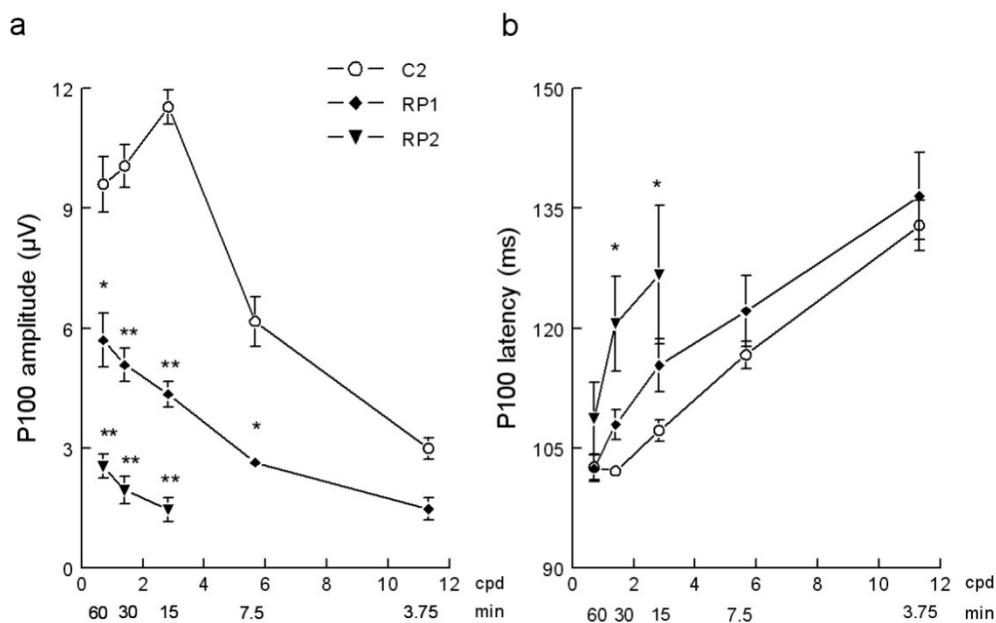 a
b
C2
RP1
RP2
12
9
6
3
0
P100 amplitude (µV)
*
**
**
*
**
**
**
0 2 4 6 8 10 12 cpd
60 30 15 7.5 3.75 min
150
135
120
105
90
P100 latency (ms)
*
*
0 2 4 6 8 10 12 cpd
60 30 15 7.5 3.75 min